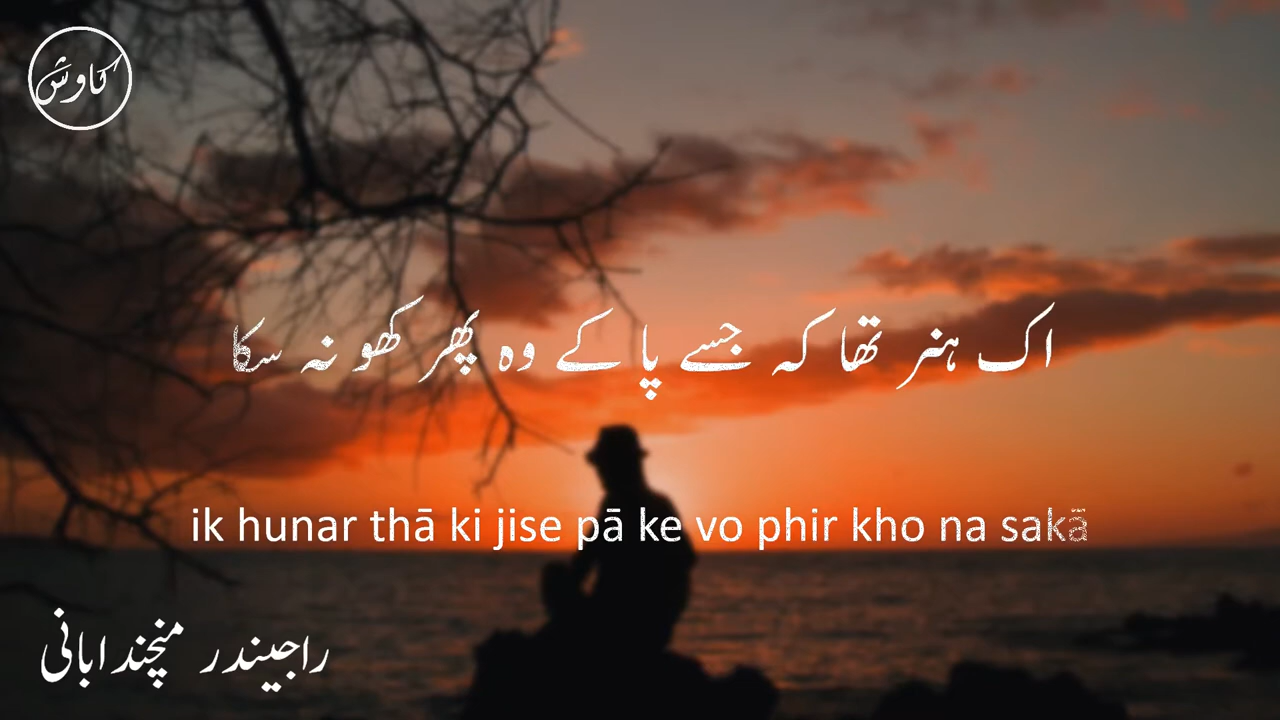 کاوش
اک ہنر تھا کہ جسے پا کے وہ پھر کھو نہ سکا
ik hunar thā ki jise pā ke vo phir kho na sakā
راجیندر منچندا بانی